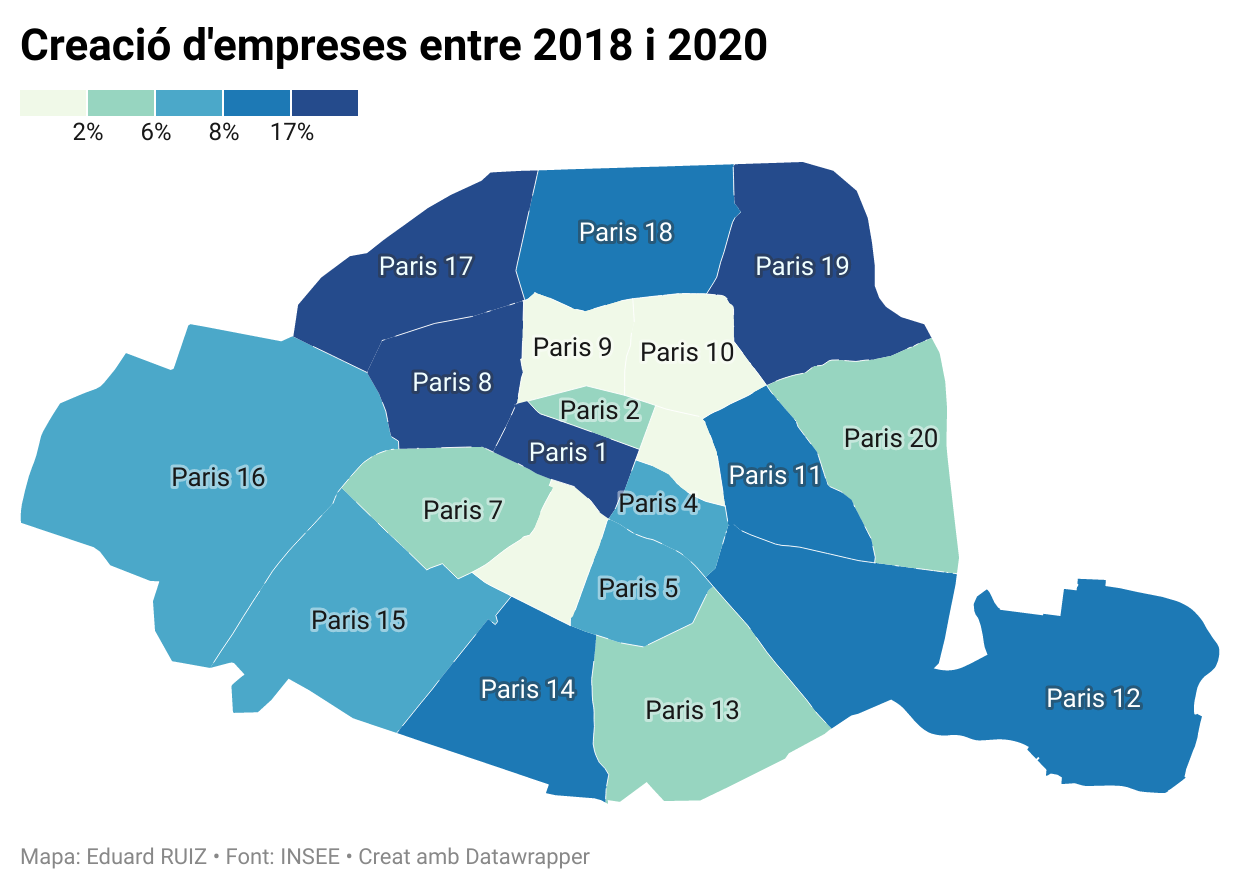 Creació d'empreses entre 2018 i 2020
2% 6% 8% 17%
Paris 18
Paris 17
Paris 19
Paris 9
Paris 10
Paris 8
Paris 2
Paris 20
Paris 1
Paris 16
Paris 11
Paris 4
Paris 7
Paris 5
Paris 15
Paris 14
Paris 12
Paris 13
Mapa: Eduard RUIZ • Font: INSEE • Creat amb Datawrapper